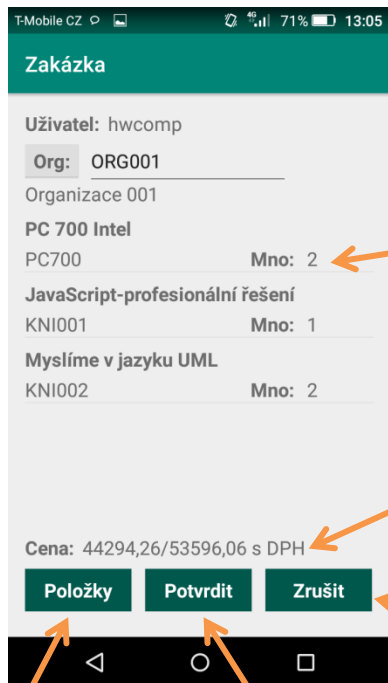 T-Mobile CZ 4G 71% 13:05
Zakázka
Uživatel: hwcomp
Org: ORG001
Organizace 001
PC 700 Intel
PC700 Mno: 2
JavaScript-profesionální řešení
KNI001 Mno: 1
Myslíme v jazyku UML
KNI002 Mno: 2
Cena: 44294,26/53596,06 s DPH
Položky Potvrdit Zrušit